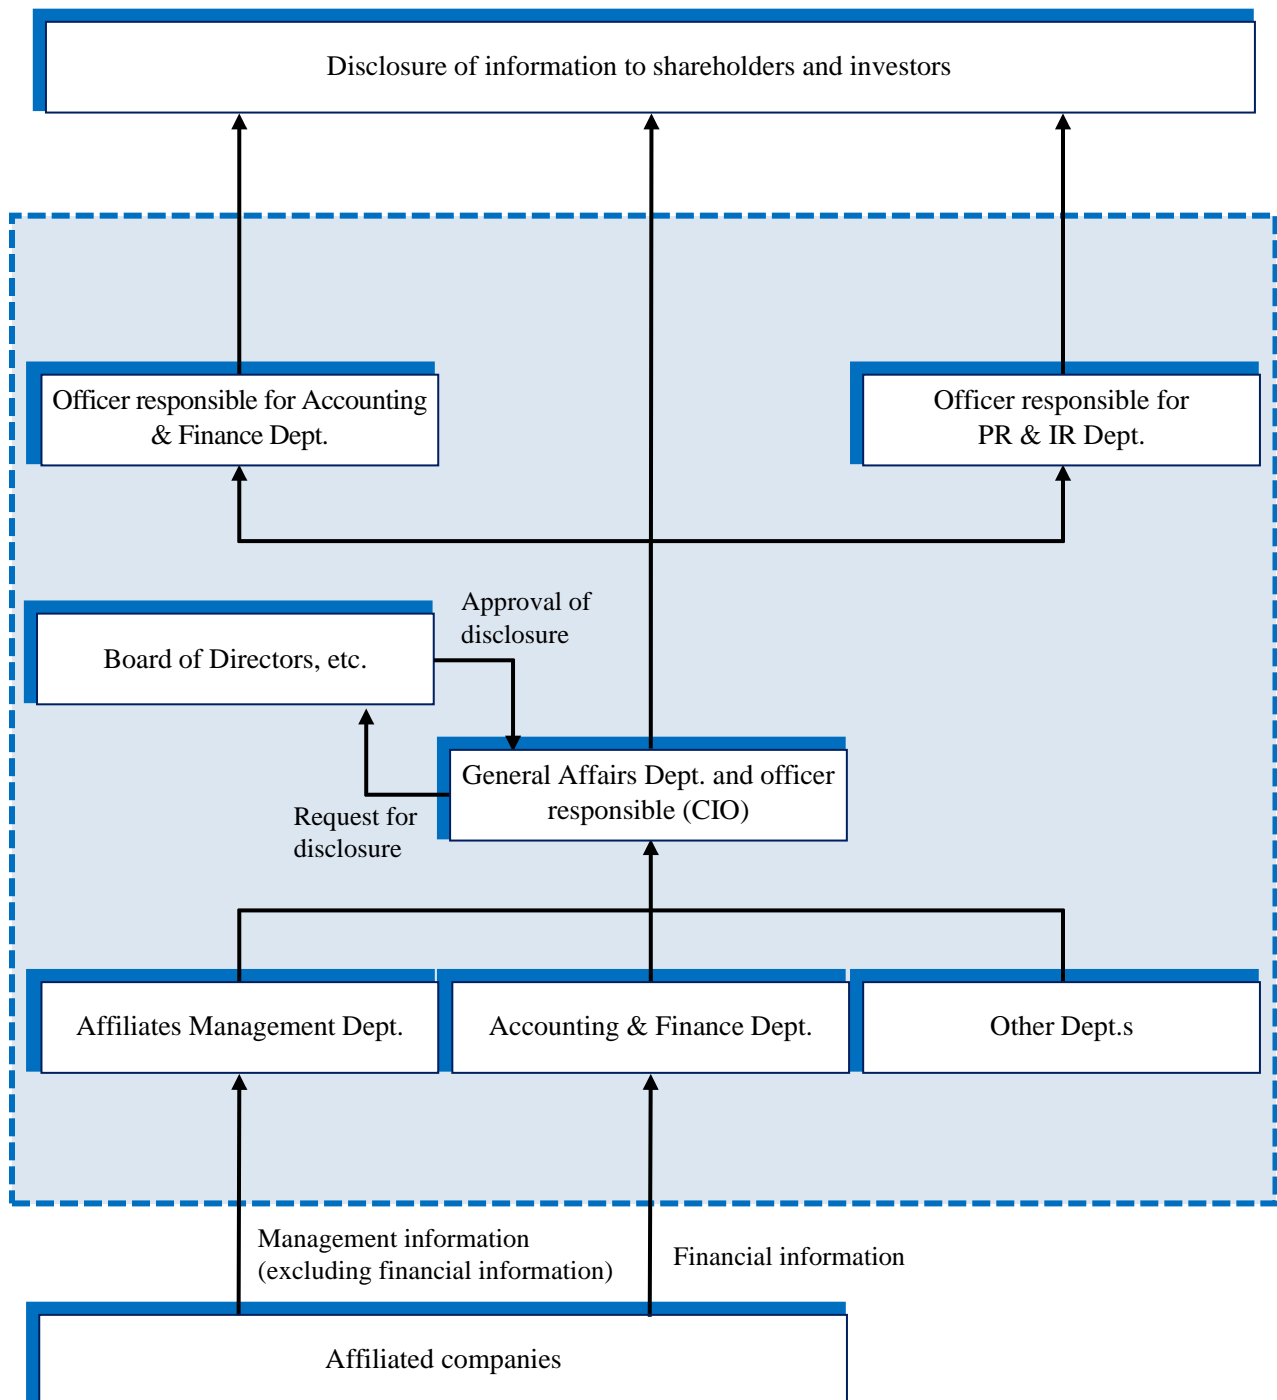 Disclosure of information to shareholders and investors
Officer responsible for Accounting
& Finance Dept.
Officer responsible for
PR & IR Dept.
Approval of
disclosure
Board of Directors, etc.
General Affairs Dept. and officer
responsible (CIO)
Request for
disclosure
Affiliates Management Dept.
Accounting & Finance Dept.
Other Dept.s
Management information
(excluding financial information)
Financial information
Affiliated companies